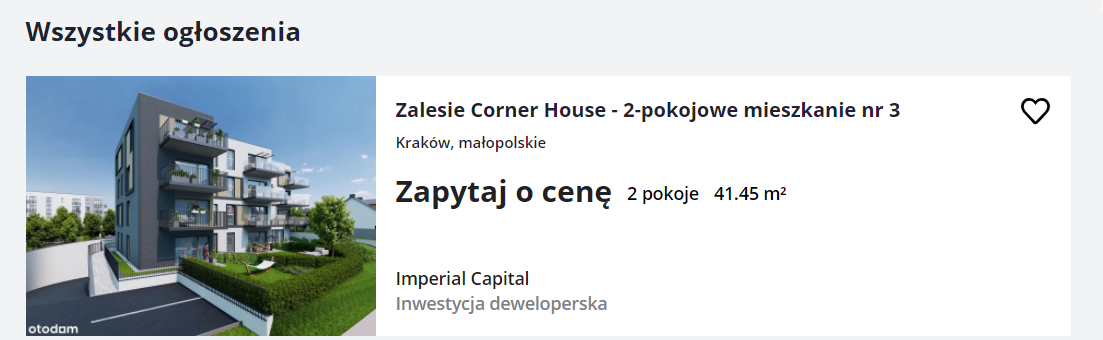 Wszystkie ogłoszenia
Zalesie Corner House - 2-pokojowe mieszkanie nr 3
Kraków, małopolskie
Zapytaj o cenę 2 pokoje 41.45 m²
Imperial Capital
Inwestycja deweloperska
otodom